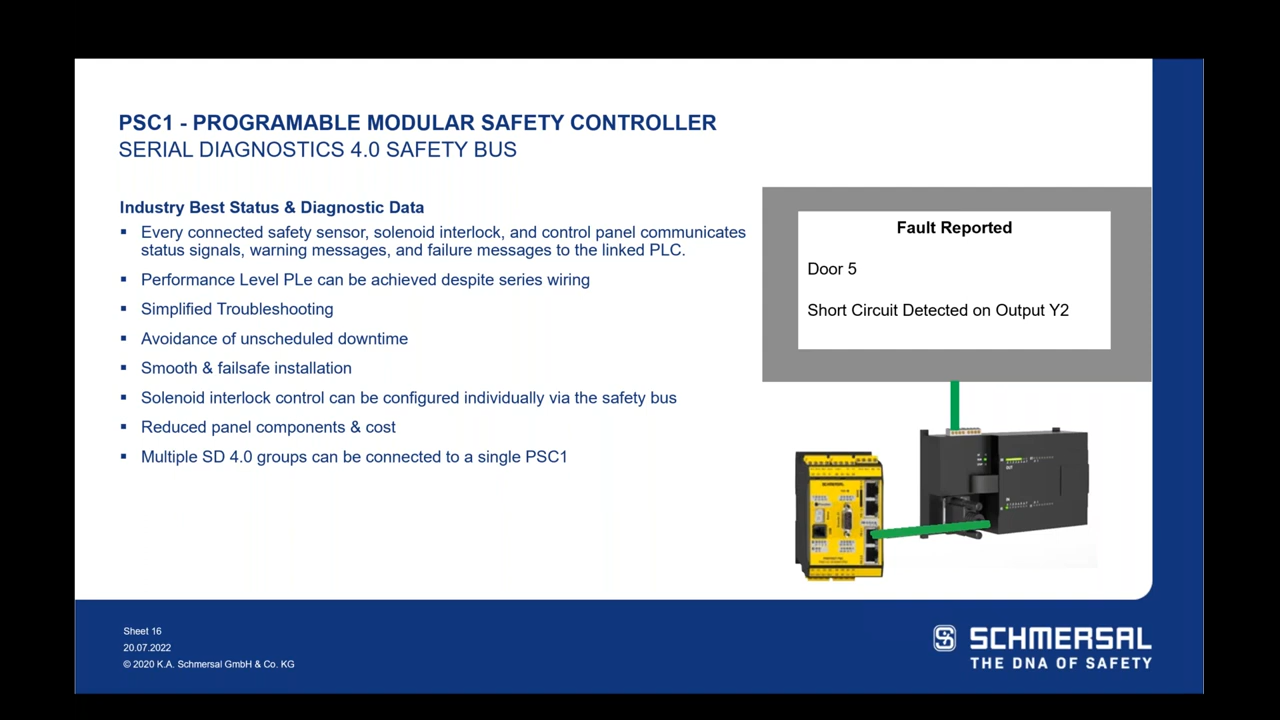 PSC1 - PROGRAMABLE MODULAR SAFETY CONTROLLER
SERIAL DIAGNOSTICS 4.0 SAFETY BUS
Industry Best Status & Diagnostic Data
▪ Every connected safety sensor, solenoid interlock, and control panel communicates
status signals, warning messages, and failure messages to the linked PLC.
▪ Performance Level PLe can be achieved despite series wiring
▪ Simplified Troubleshooting
▪ Avoidance of unscheduled downtime
▪ Smooth & failsafe installation
▪ Solenoid interlock control can be configured individually via the safety bus
▪ Reduced panel components & cost
▪ Multiple SD 4.0 groups can be connected to a single PSC1
Fault Reported
Door 5
Short Circuit Detected on Output Y2
SCHMERSAL
OUT
IN
Sheet 16
20.07.2022
© 2020 K.A. Schmersal GmbH & Co. KG
SCHMERSAL
THE DNA OF SAFETY